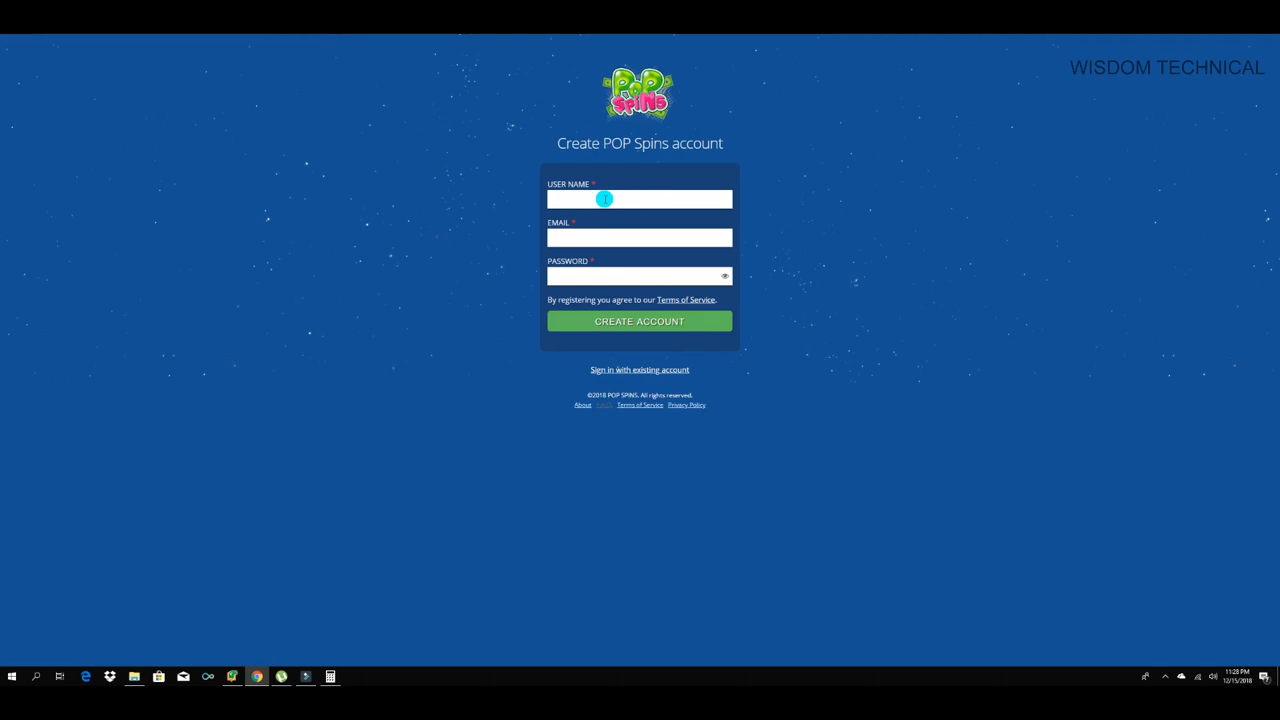 WISDOM TECHNICAL
POP
SPINS
Create POP Spins account
USER NAME *
EMAIL *
PASSWORD *
By registering you agree to our Terms of Service.
CREATE ACCOUNT
Sign in with existing account
©2018 POP SPINS. All rights reserved.
About Terms of Service Privacy Policy
11:28 PM
12/15/2018